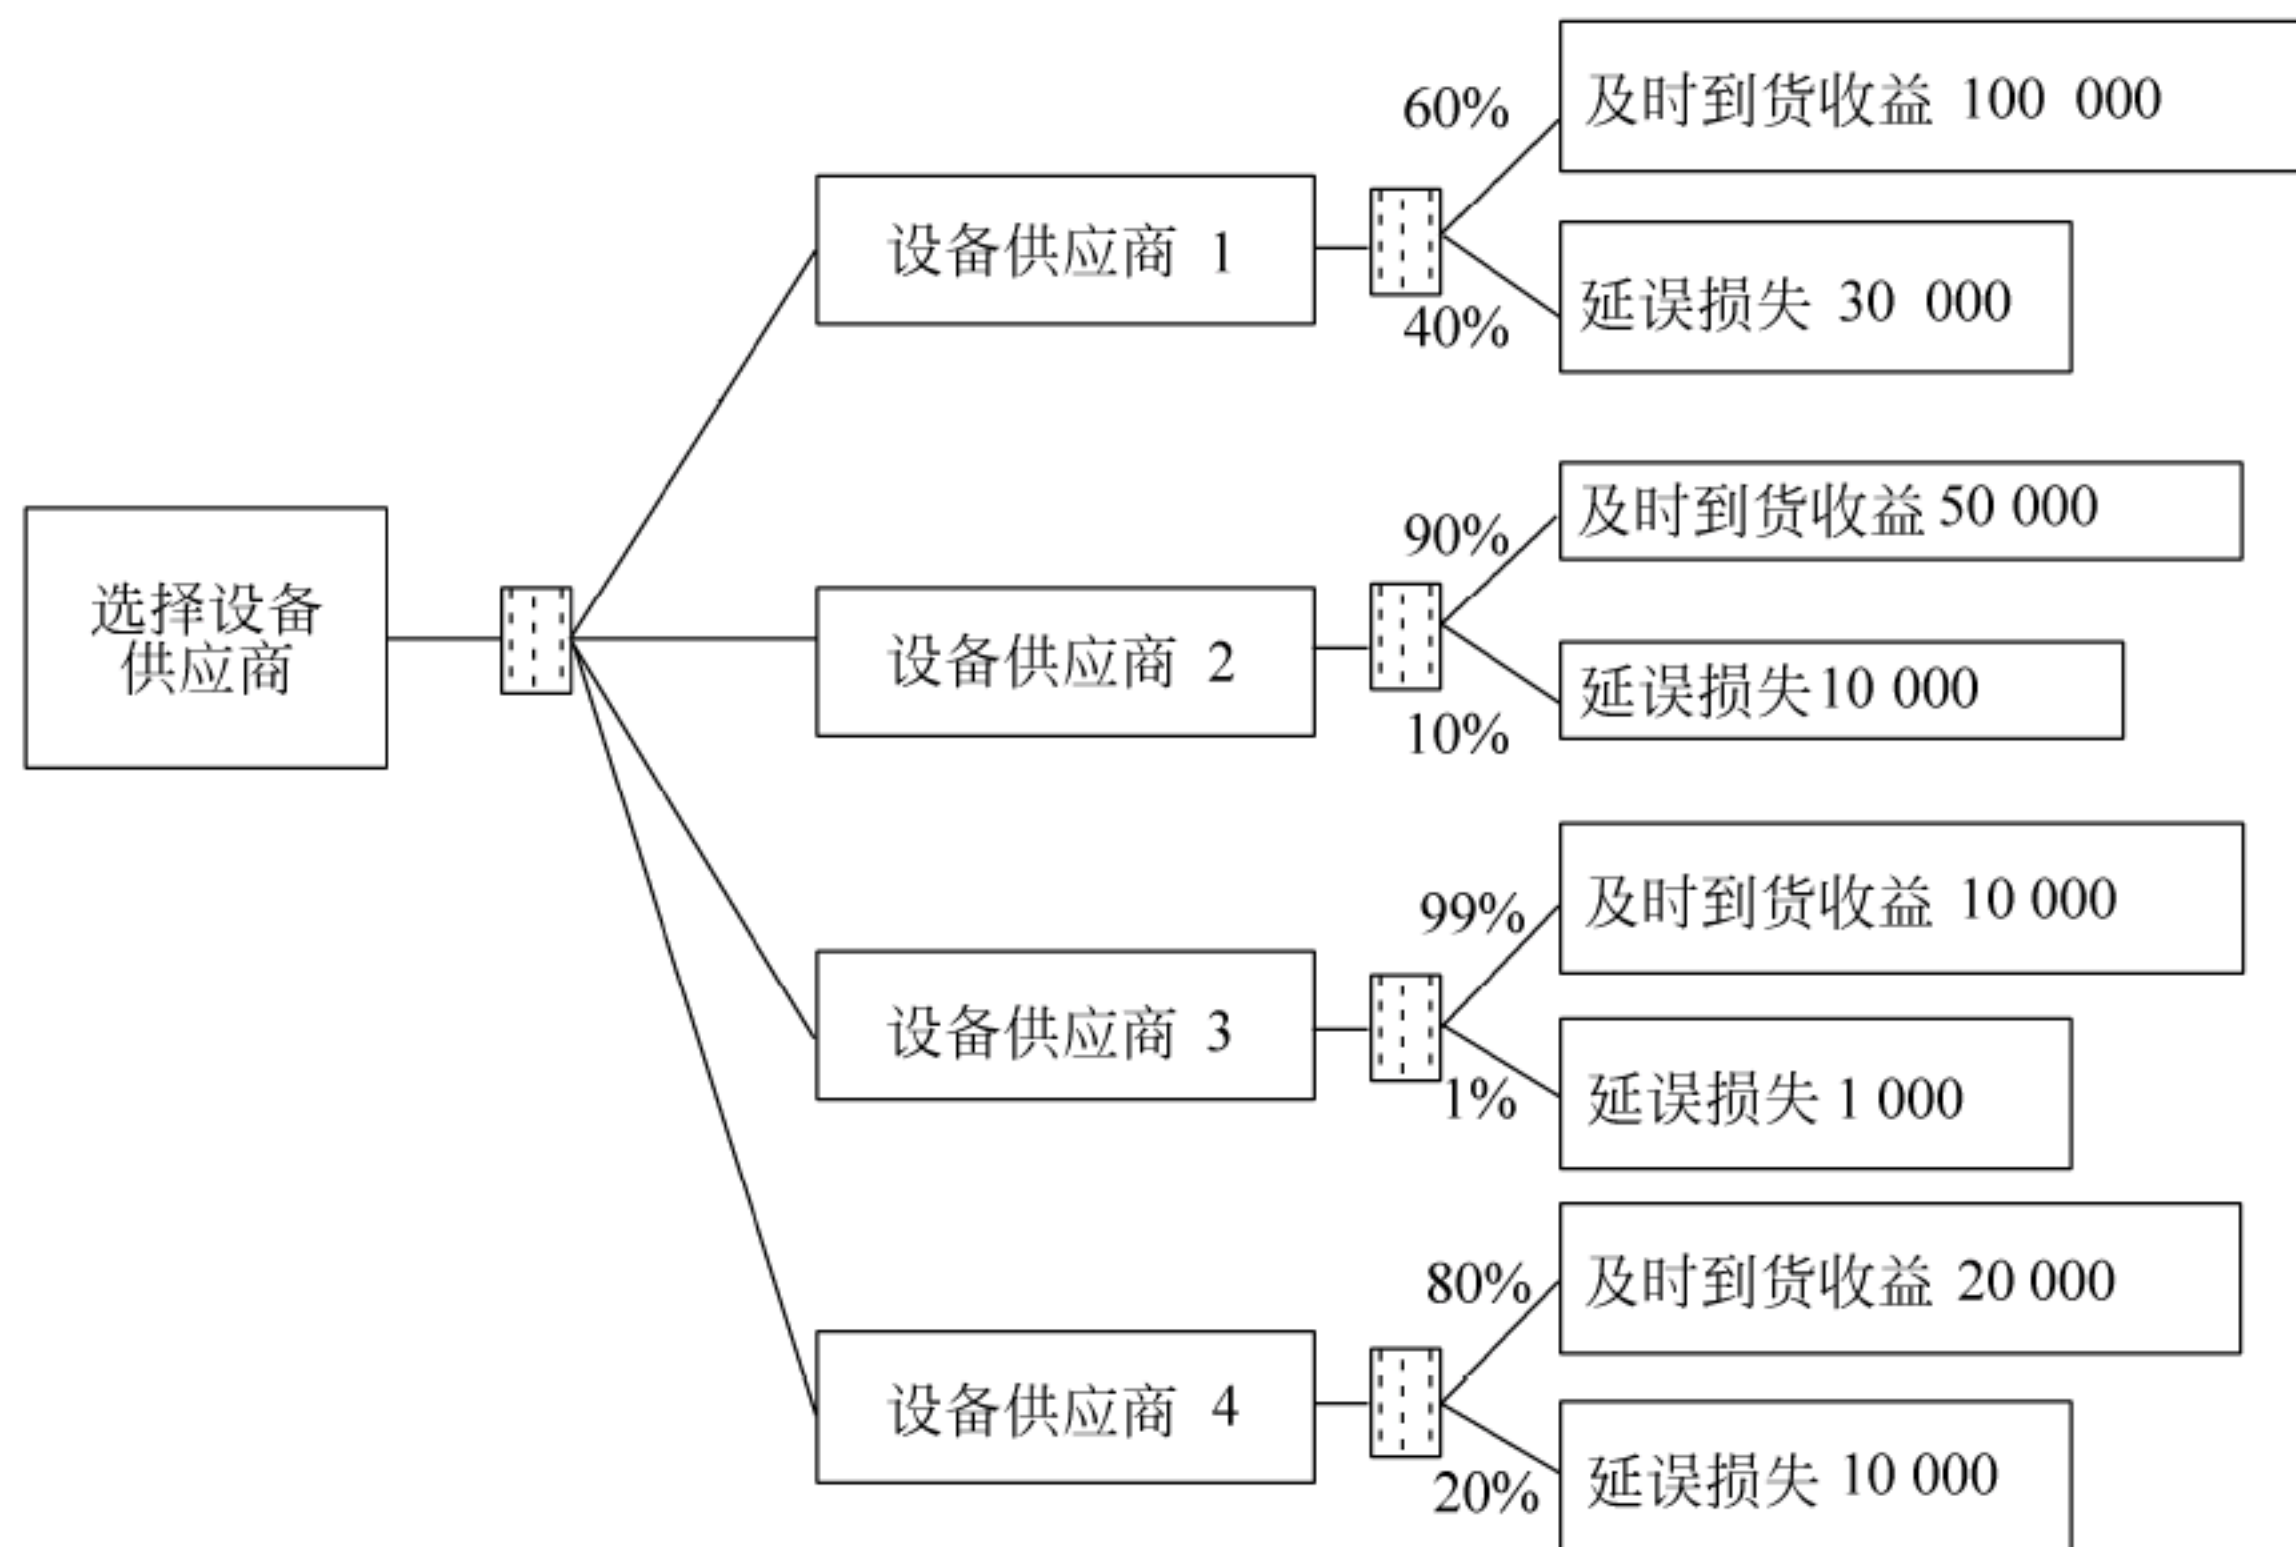 60%
及时到货收益 100 000
设备供应商 1
40%
延误损失 30 000
90%
及时到货收益 50 000
选择设备
供应商
设备供应商 2
10%
延误损失 10 000
99%
及时到货收益 10 000
设备供应商 3
1%
延误损失 1 000
80%
及时到货收益 20 000
设备供应商 4
20%
延误损失 10 000